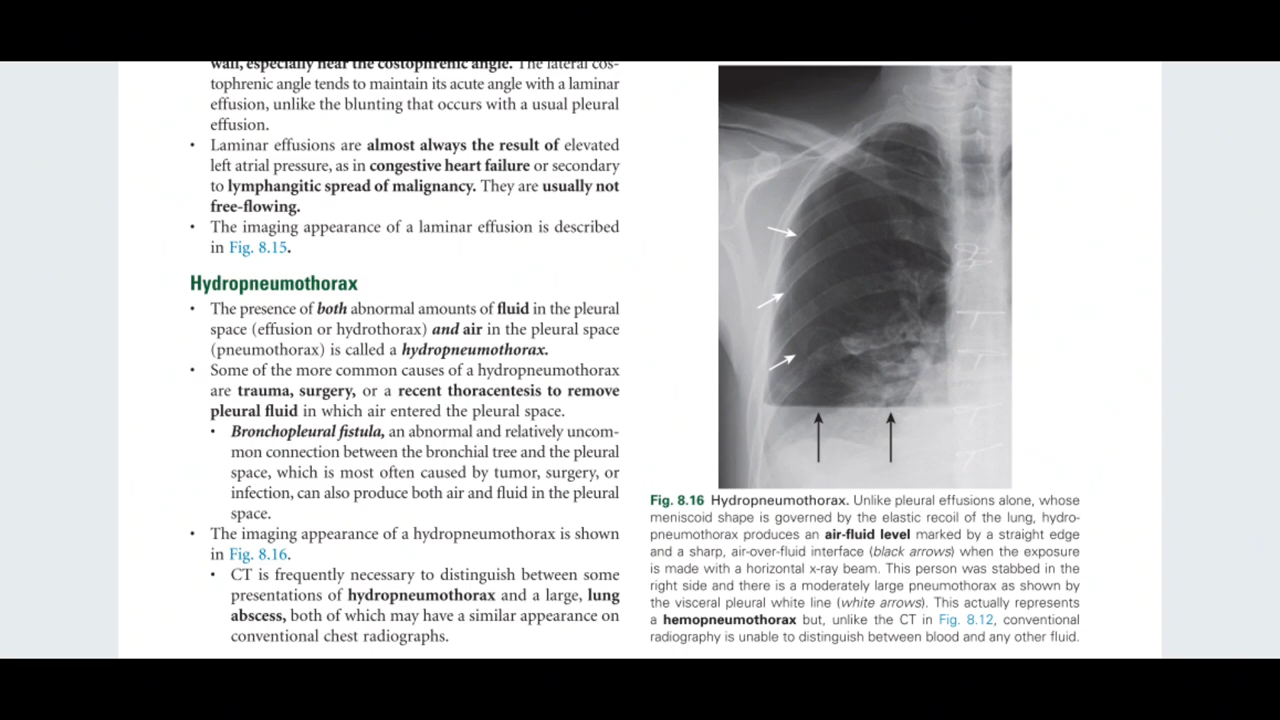 wall, especially near the costophrenic angle. The lateral cos-
tophrenic angle tends to maintain its acute angle with a laminar
effusion, unlike the blunting that occurs with a usual pleural
effusion.
• Laminar effusions are almost always the result of elevated
left atrial pressure, as in congestive heart failure or secondary
to lymphangitic spread of malignancy. They are usually not
free-flowing.
• The imaging appearance of a laminar effusion is described
in Fig. 8.15.
Hydropneumothorax
• The presence of both abnormal amounts of fluid in the pleural
space (effusion or hydrothorax) and air in the pleural space
(pneumothorax) is called a hydropneumothorax.
• Some of the more common causes of a hydropneumothorax
are trauma, surgery, or a recent thoracentesis to remove
pleural fluid in which air entered the pleural space.
• Bronchopleural fistula, an abnormal and relatively uncom-
mon connection between the bronchial tree and the pleural
space, which is most often caused by tumor, surgery, or
infection, can also produce both air and fluid in the pleural
space.
• The imaging appearance of a hydropneumothorax is shown
in Fig. 8.16.
• CT is frequently necessary to distinguish between some
presentations of hydropneumothorax and a large, lung
abscess, both of which may have a similar appearance on
conventional chest radiographs.
Fig. 8.16 Hydropneumothorax. Unlike pleural effusions alone, whose
meniscoid shape is governed by the elastic recoil of the lung, hydro-
pneumothorax produces an air-fluid level marked by a straight edge
and a sharp, air-over-fluid interface (black arrows) when the exposure
is made with a horizontal x-ray beam. This person was stabbed in the
right side and there is a moderately large pneumothorax as shown by
the visceral pleural white line (white arrows). This actually represents
a hemopneumothorax but, unlike the CT in Fig. 8.12, conventional
radiography is unable to distinguish between blood and any other fluid.